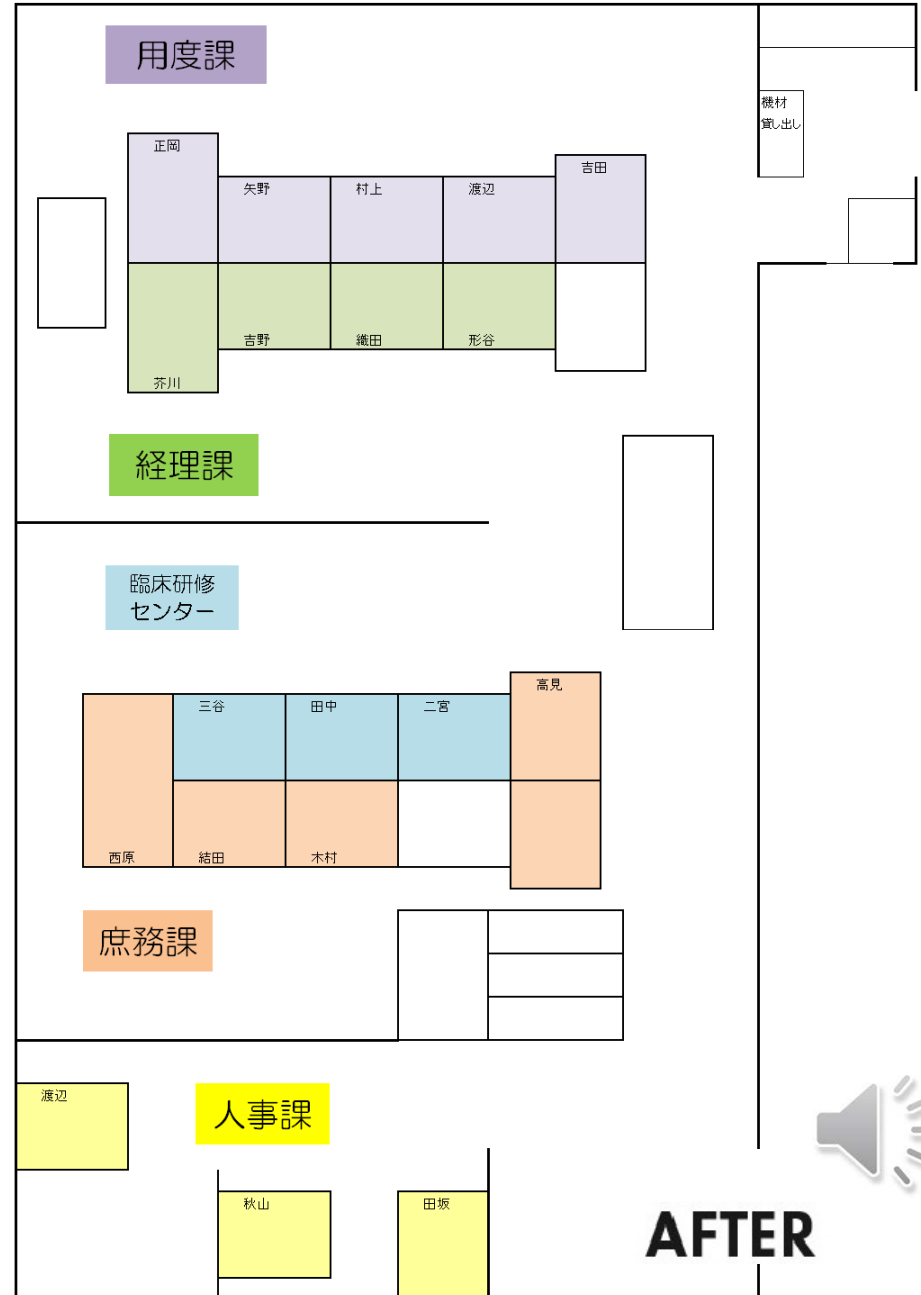 用度課
機材
貸し出し
正岡
矢野
村上
渡辺
吉田
吉野
織田
形谷
芥川
経理課
臨床研修
センター
三谷
田中
二宮
高見
西原
結田
木村
庶務課
渡辺
人事課
秋山
田坂
AFTER